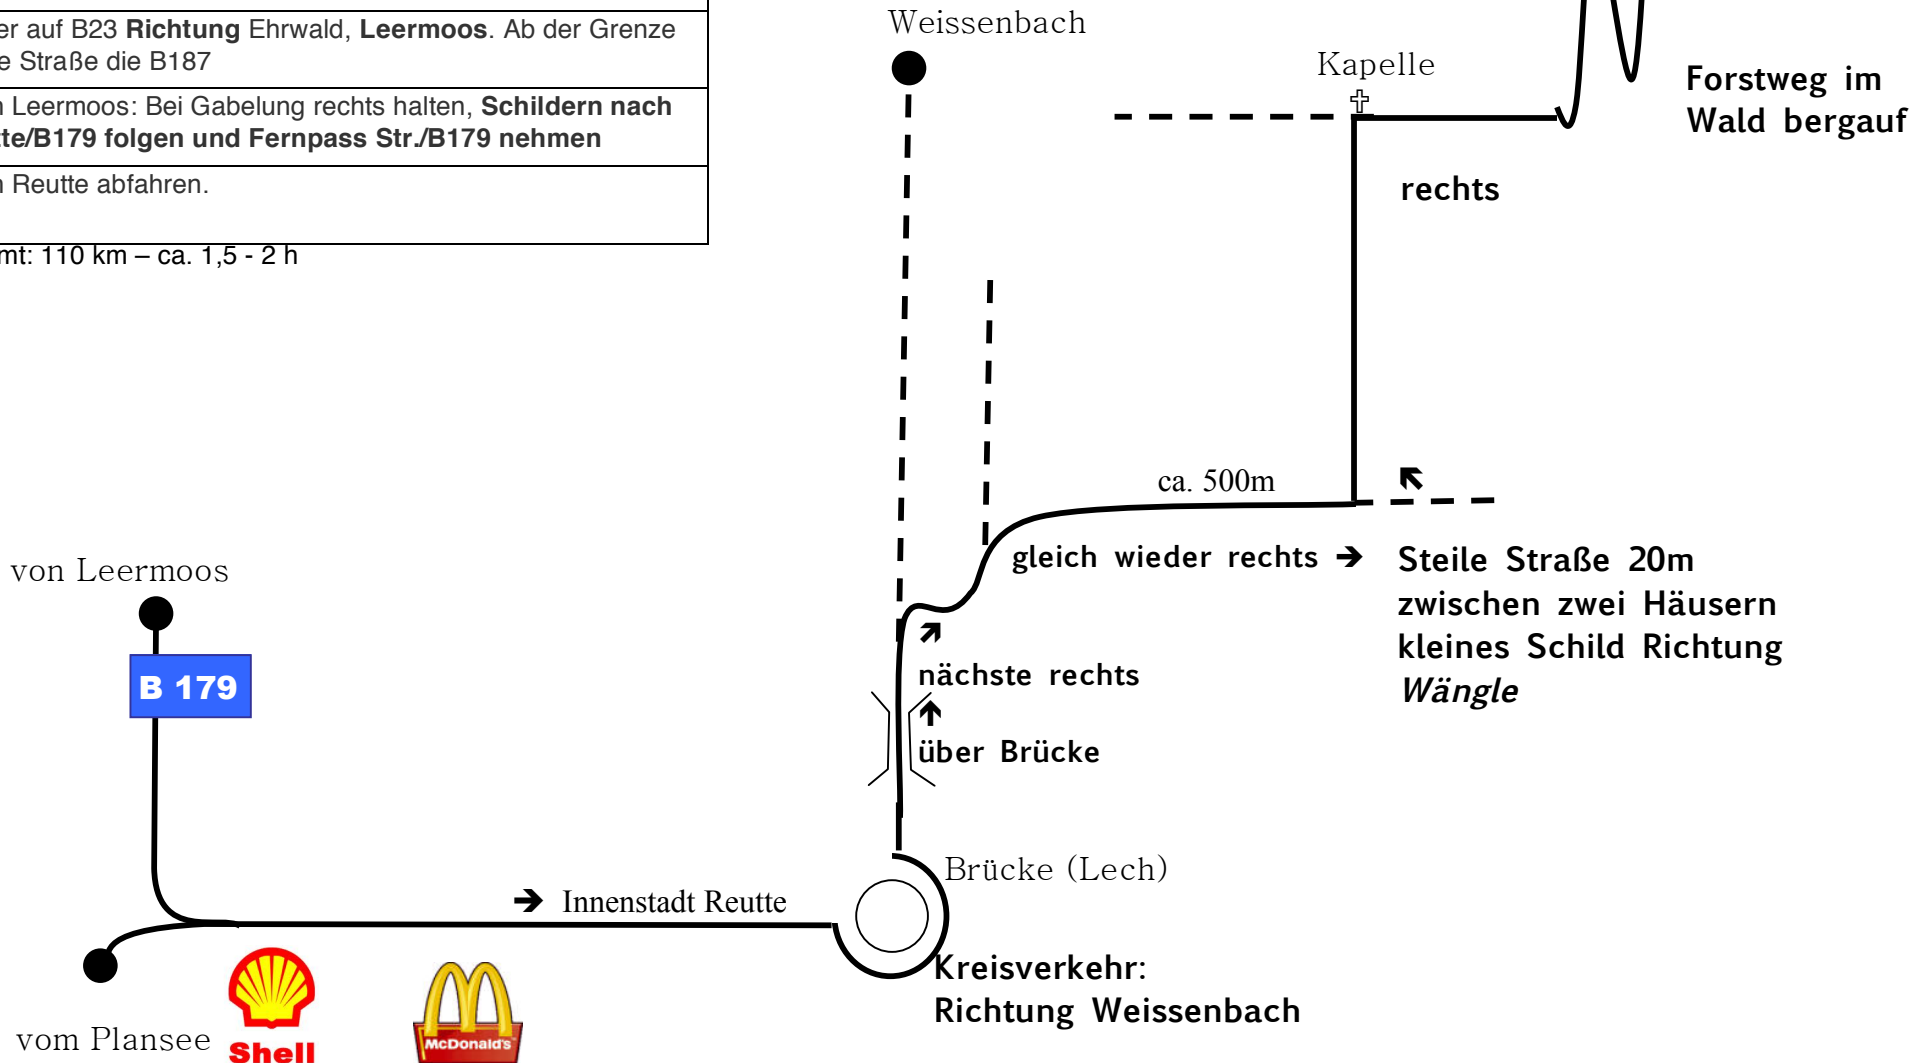 er auf B23 Richtung Ehrwald, Leermoos. Ab der Grenze
e Straße die B187
n Leermoos: Bei Gabelung rechts halten, Schildern nach
tte/B179 folgen und Fernpass Str./B179 nehmen
n Reutte abfahren.
mt: 110 km – ca. 1,5 - 2 h
Weissenbach
Kapelle
Forstweg im
Wald bergauf
rechts
ca. 500m
gleich wieder rechts ➔
Steile Straße 20m
zwischen zwei Häusern
kleines Schild Richtung
Wängle
nächste rechts
über Brücke
von Leermoos
B 179
Brücke (Lech)
➔ Innenstadt Reutte
Kreisverkehr:
Richtung Weissenbach
vom Plansee
Shell
McDonald's